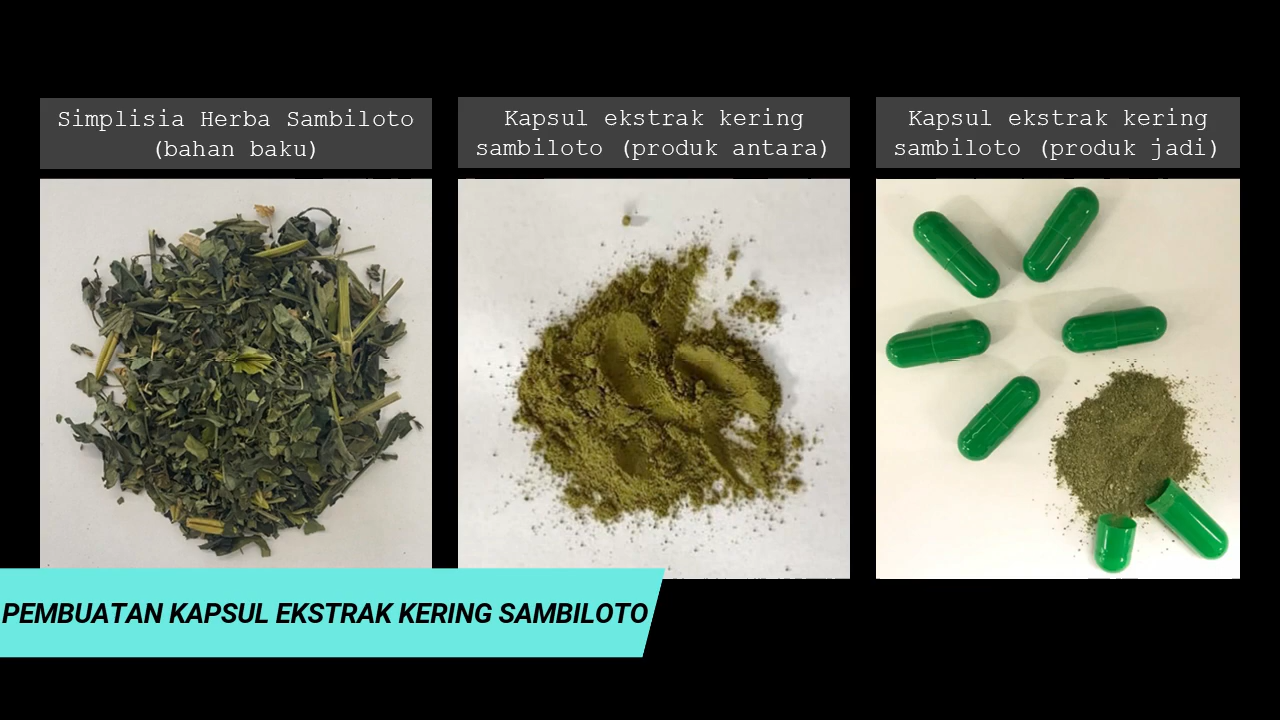 Simplisia Herba Sambiloto
(bahan baku)
Kapsul ekstrak kering
sambiloto (produk antara)
Kapsul ekstrak kering
sambiloto (produk jadi)
PEMBUATAN KAPSUL EKSTRAK KERING SAMBILOTO